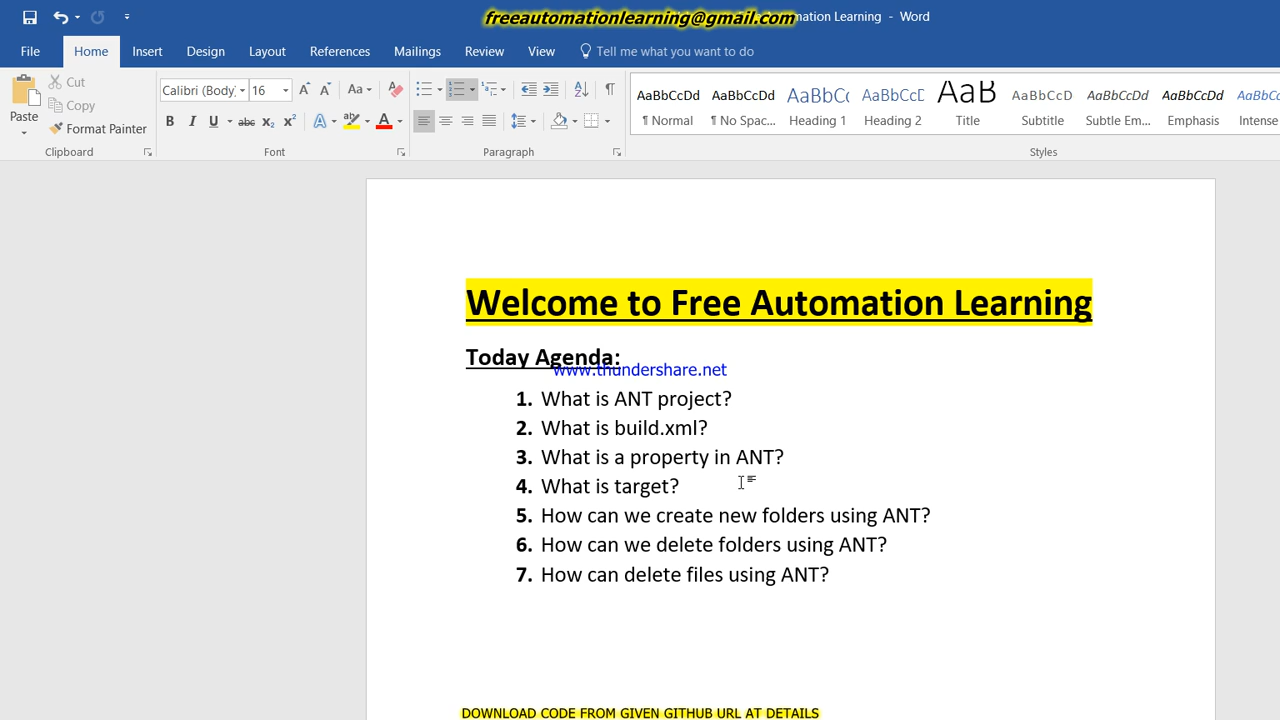 freeautomationlearning@gmail.com
Automation Learning - Word
File Home Insert Design Layout References Mailings Review View Tell me what you want to do
Paste
Cut
Copy
Format Painter
Clipboard
Calibri (Body) 16
Font
Paragraph
AaBbCcDd AaBbCcDd AaBbCc AaBbCcD AaB AaBbCcD AaBbCcDd AaBbCcDd AaBbCcDd
¶ Normal ¶ No Spac... Heading 1 Heading 2 Title Subtitle Subtle Em... Emphasis Intense
Styles
Welcome to Free Automation Learning
Today Agenda:
www.thundershare.net
1. What is ANT project?
2. What is build.xml?
3. What is a property in ANT?
4. What is target?
5. How can we create new folders using ANT?
6. How can we delete folders using ANT?
7. How can delete files using ANT?
DOWNLOAD CODE FROM GIVEN GITHUB URL AT DETAILS